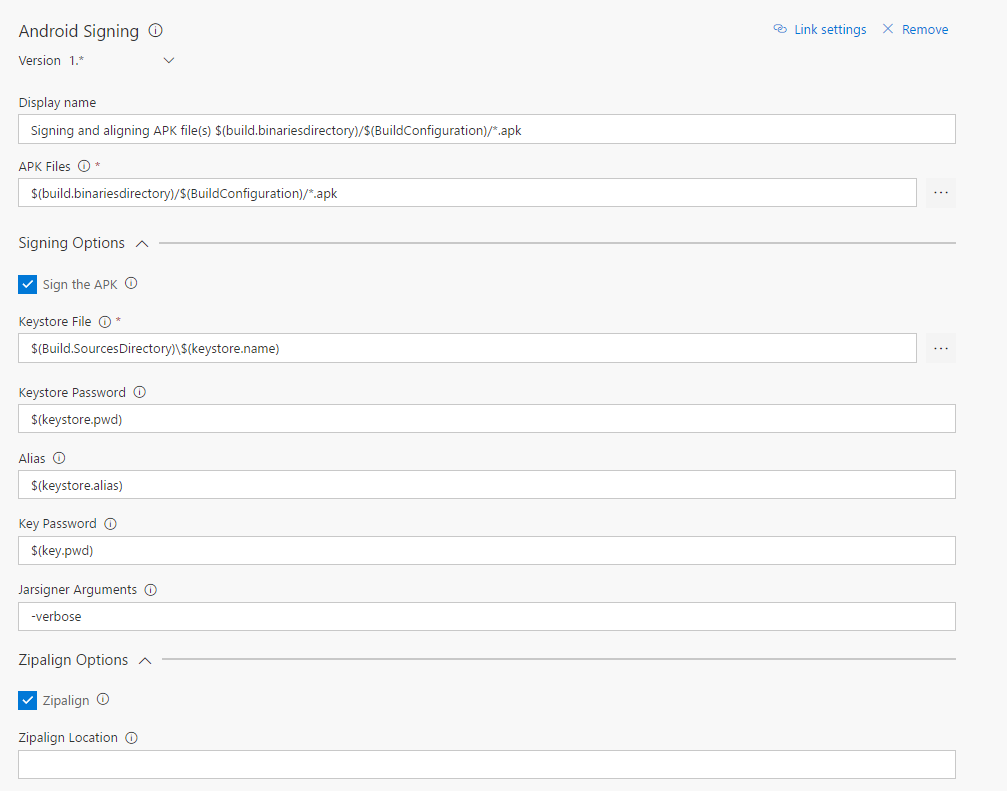 Android Signing
Link settings
Remove
Version 1.*
Display name
Signing and aligning APK file(s) $(build.binariesdirectory)/$(BuildConfiguration)/*.apk
APK Files *
$(build.binariesdirectory)/$(BuildConfiguration)/*.apk
...
Signing Options
Sign the APK
Keystore File *
$(Build.SourcesDirectory)\$(keystore.name)
...
Keystore Password
$(keystore.pwd)
Alias
$(keystore.alias)
Key Password
$(key.pwd)
Jarsigner Arguments
-verbose
Zipalign Options
Zipalign
Zipalign Location